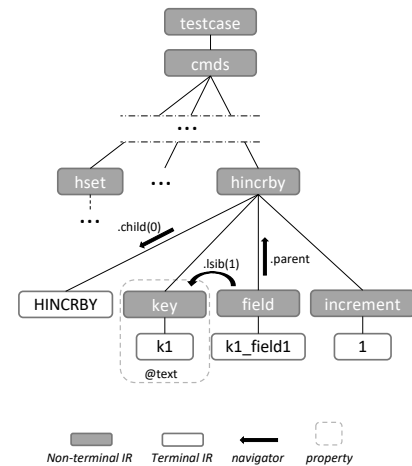 testcase
cmds
...
hset ... hincrby
...
.child(0)
.lsib(1) .parent
HINCRBY key field increment
k1 k1_field1 1
@text
Non-terminal IR Terminal IR navigator property